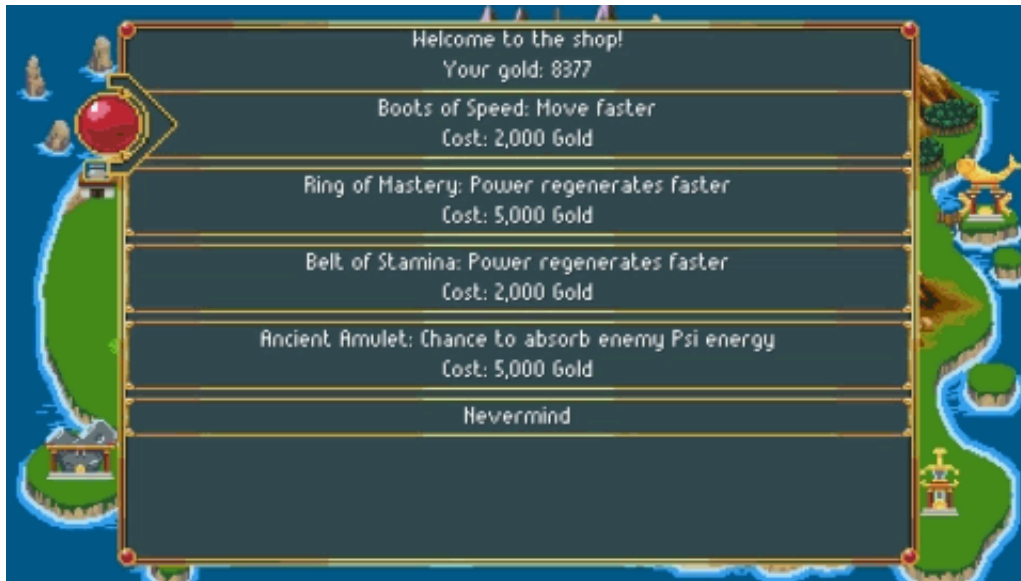 Welcome to the shop!
Your gold: 8377
Boots of Speed: Move faster
Cost: 2,000 Gold
Ring of Mastery: Power regenerates faster
Cost: 5,000 Gold
Belt of Stamina: Power regenerates faster
Cost: 2,000 Gold
Ancient Amulet: Chance to absorb enemy Psi energy
Cost: 5,000 Gold
Nevermind